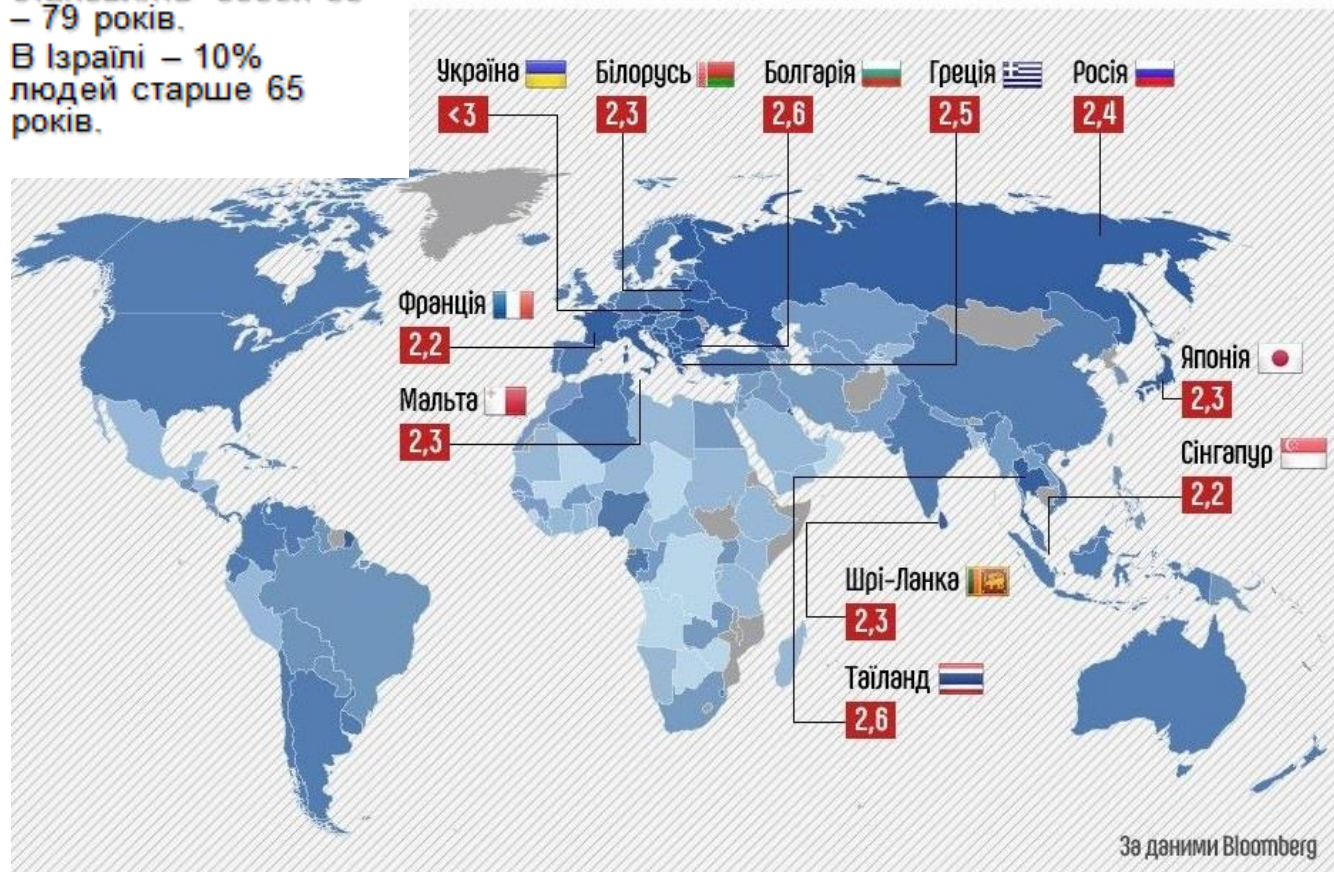 – 79 років.
В Ізраїлі – 10%
людей старше 65
років.
Україна Білорусь Болгарія Греція Росія
<3 2,3 2,6 2,5 2,4
Франція
2,2
Японія
2,3
Мальта
2,3
Сінгапур
2,2
Шрі-Ланка
2,3
Таїланд
2,6
За даними Bloomberg